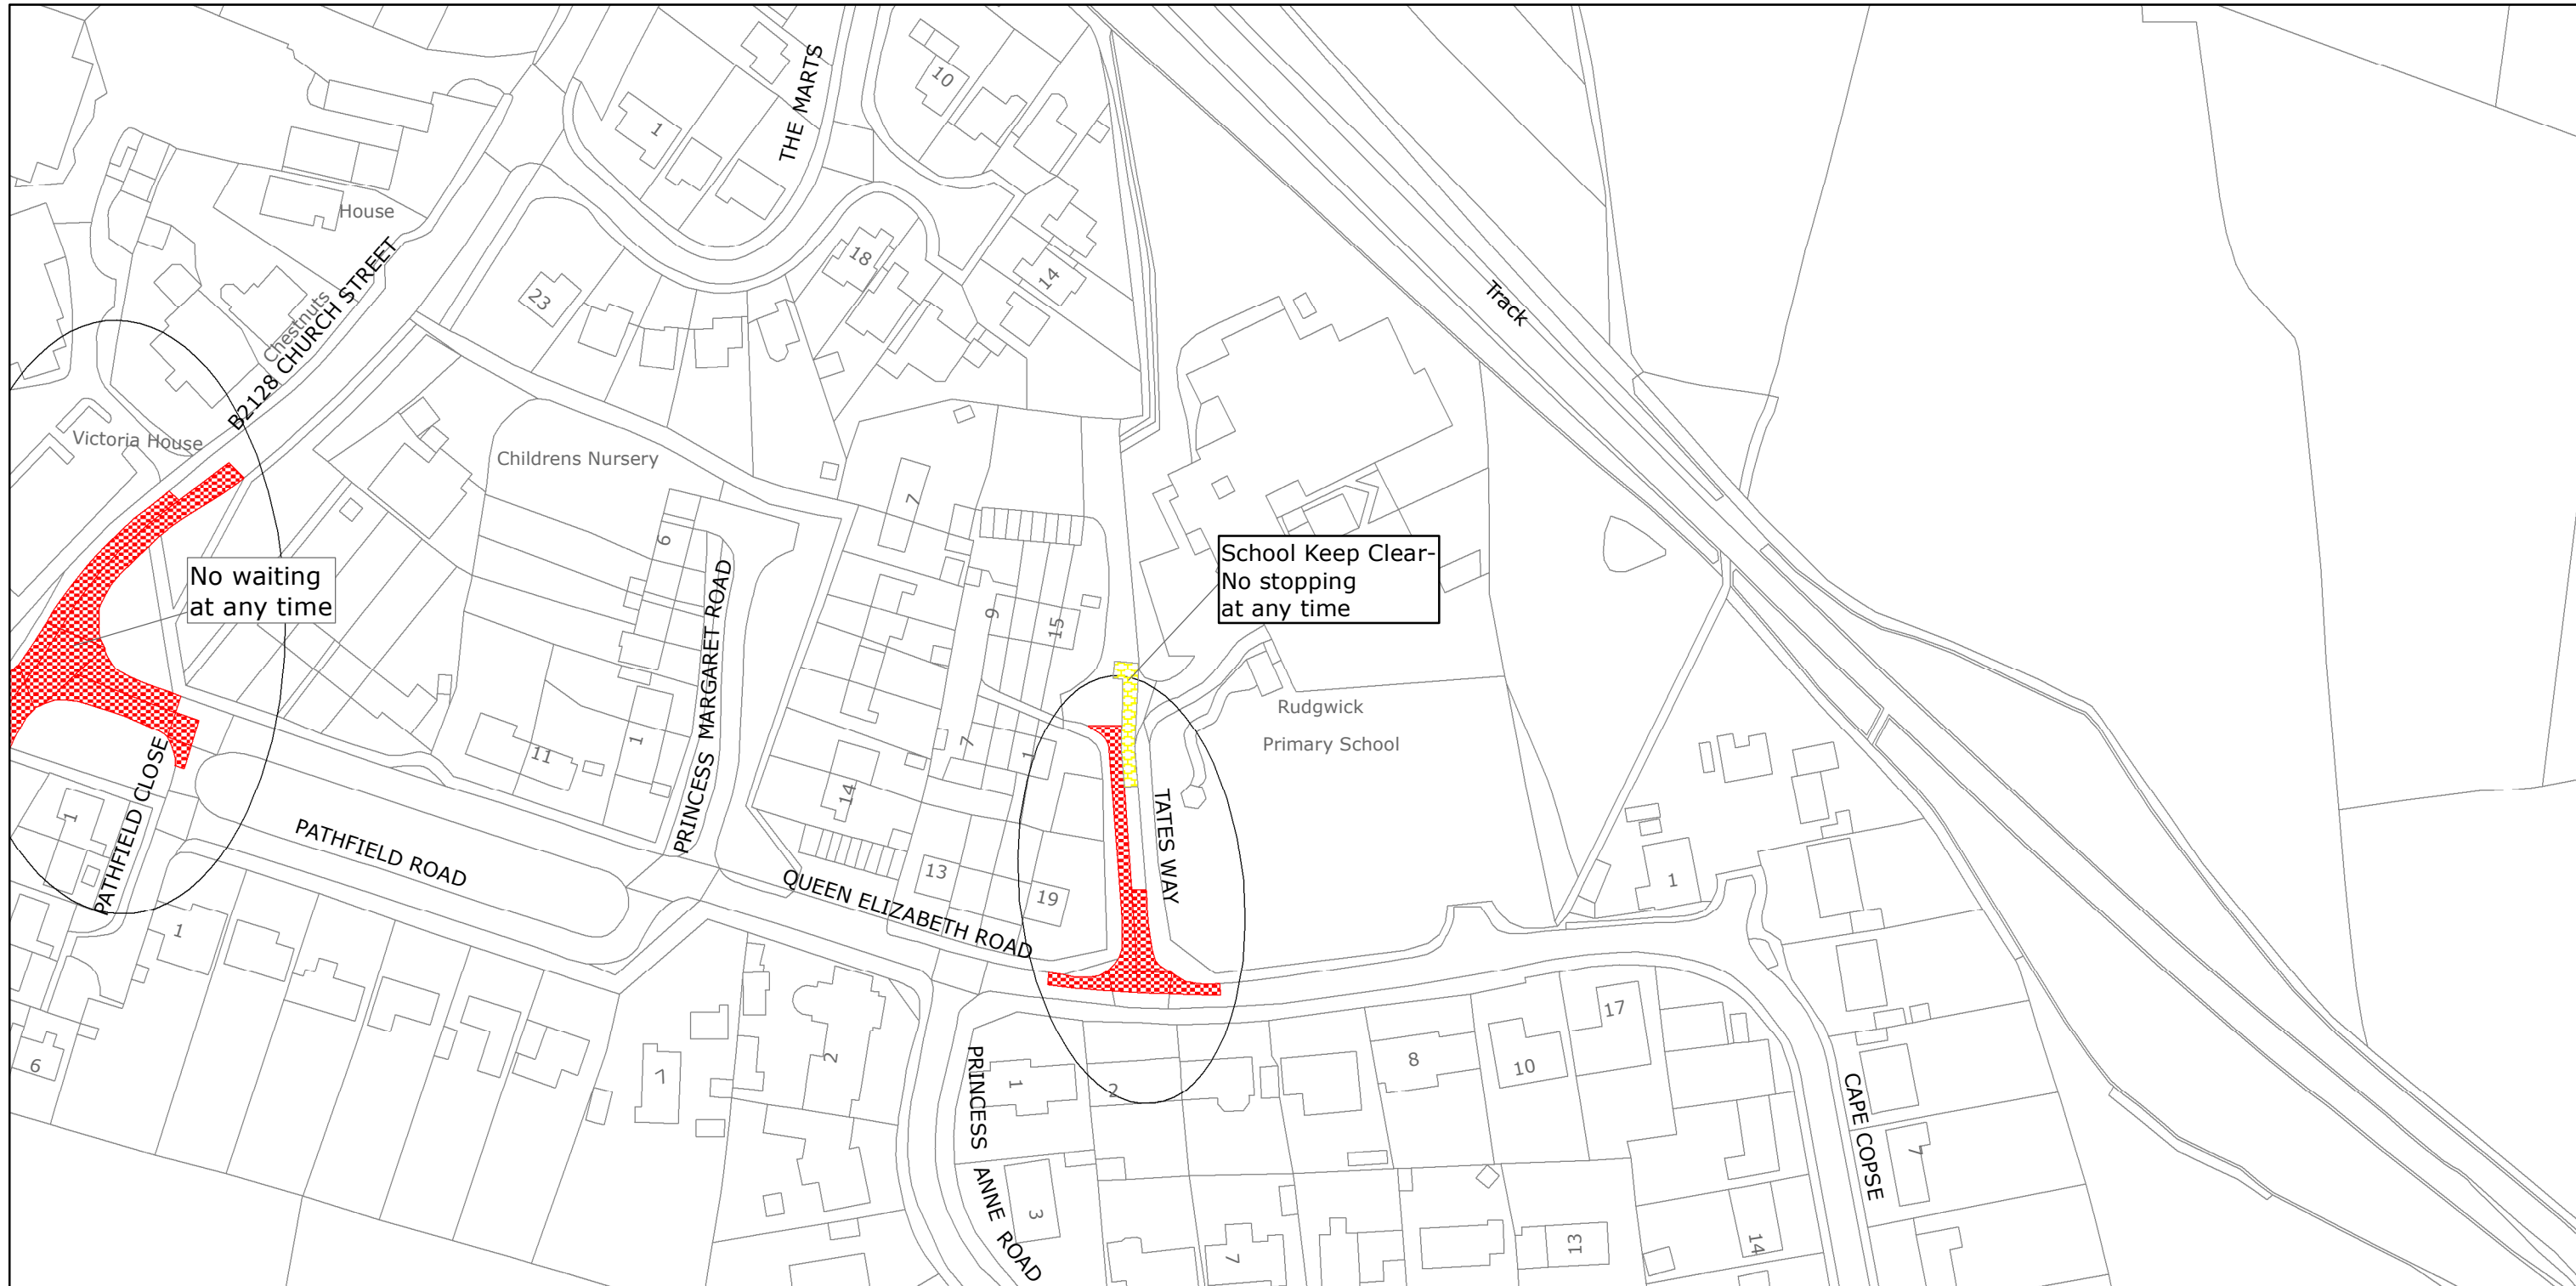 THE MARTS
10
1
House
B2128 CHURCH STREET
Chestnuts
18
14
23
Track
Victoria House
Childrens Nursery
7
6
No waiting
at any time
School Keep Clear-
No stopping
at any time
PRINCESS MARGARET ROAD
9
15
Rudgwick
Primary School
11
1
7
1
14
PATHFIELD CLOSE
1
TATES WAY
PATHFIELD ROAD
QUEEN ELIZABETH ROAD
13
19
1
1
17
2
8
10
6
7
1
2
PRINCESS ANNE ROAD
CAPE COPSE
7
3
7
13
14